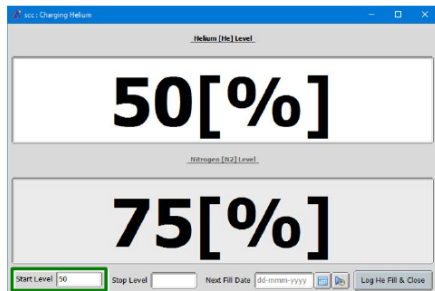 scc: Charging Helium
Helium [He] Level
50[%]
Nitrogen [N2] Level
75[%]
Start Level 50 Stop Level Next Fill Date dd-mmm-yyyy Log He Fill & Close